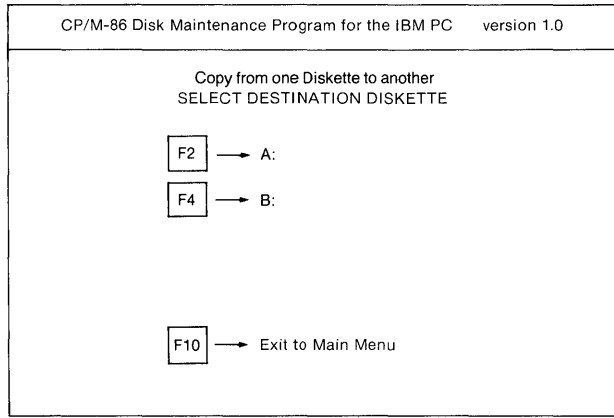 CP/M-86 Disk Maintenance Program for the IBM PC version 1.0
Copy from one Diskette to another
SELECT DESTINATION DISKETTE
F2 → A:
F4 → B:
F10 → Exit to Main Menu